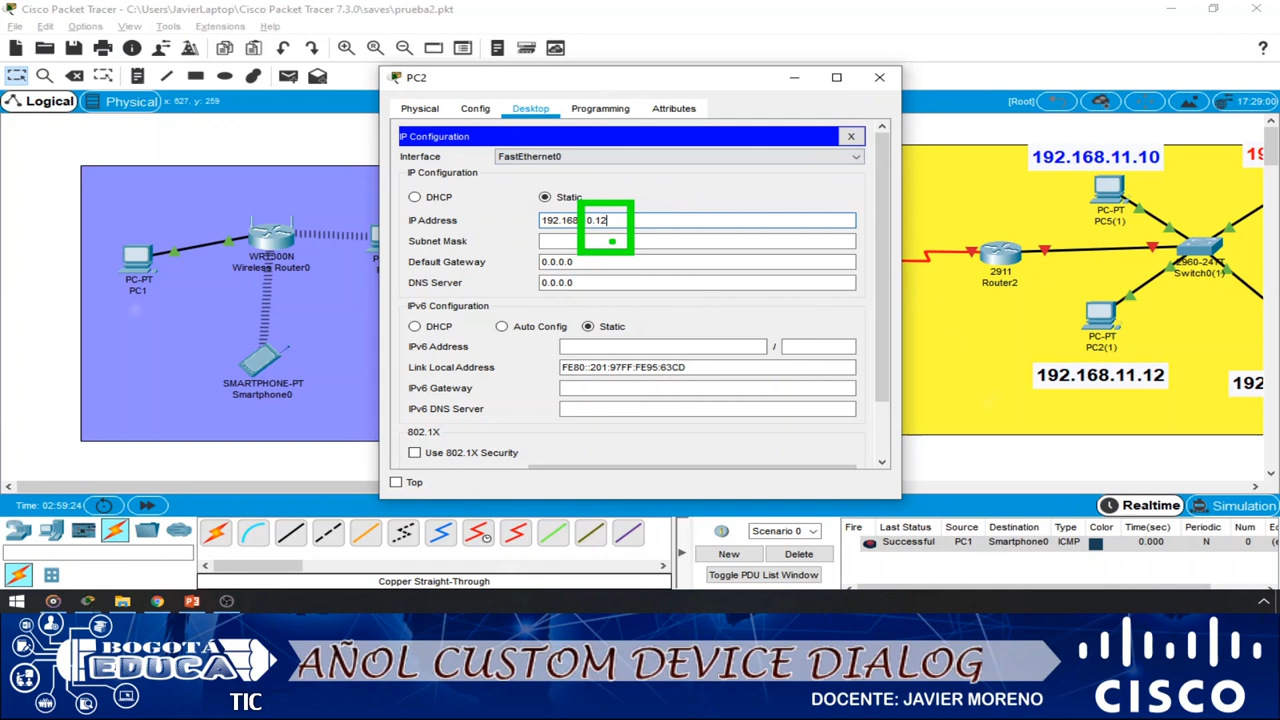 Cisco Packet Tracer - C:\Users\JavierLaptop\Cisco Packet Tracer 7.3.0\saves\prueba2.pkt
File Edit Options View Tools Extensions Help
Logical Physical x: 627, y: 259
[Root] 17:29:00
PC2
Physical Config Desktop Programming Attributes
IP Configuration X
Interface FastEthernet0
IP Configuration
DHCP Static
IP Address 192.168.10.12
Subnet Mask
Default Gateway 0.0.0.0
DNS Server 0.0.0.0
IPv6 Configuration
DHCP Auto Config Static
IPv6 Address /
Link Local Address FE80::201:97FF:FE95:63CD
IPv6 Gateway
IPv6 DNS Server
802.1X
Use 802.1X Security
Top
PC-PT
PC1
WRT300N
Wireless Router0
SMARTPHONE-PT
Smartphone0
192.168.11.10
PC-PT
PC5(1)
2911
Router2
2960-24TT
Switch0(1)
PC-PT
PC2(1)
192.168.11.12
192
Time: 02:59:24
Realtime Simulation
Scenario 0
New Delete
Toggle PDU List Window
Fire Last Status Source Destination Type Color Time(sec) Periodic Num
Successful PC1 Smartphone0 ICMP 0.000 N 0
Copper Straight-Through
BOGOTÁ
EDUCA
TIC
AÑOL CUSTOM DEVICE DIALOG
DOCENTE: JAVIER MORENO
CISCO